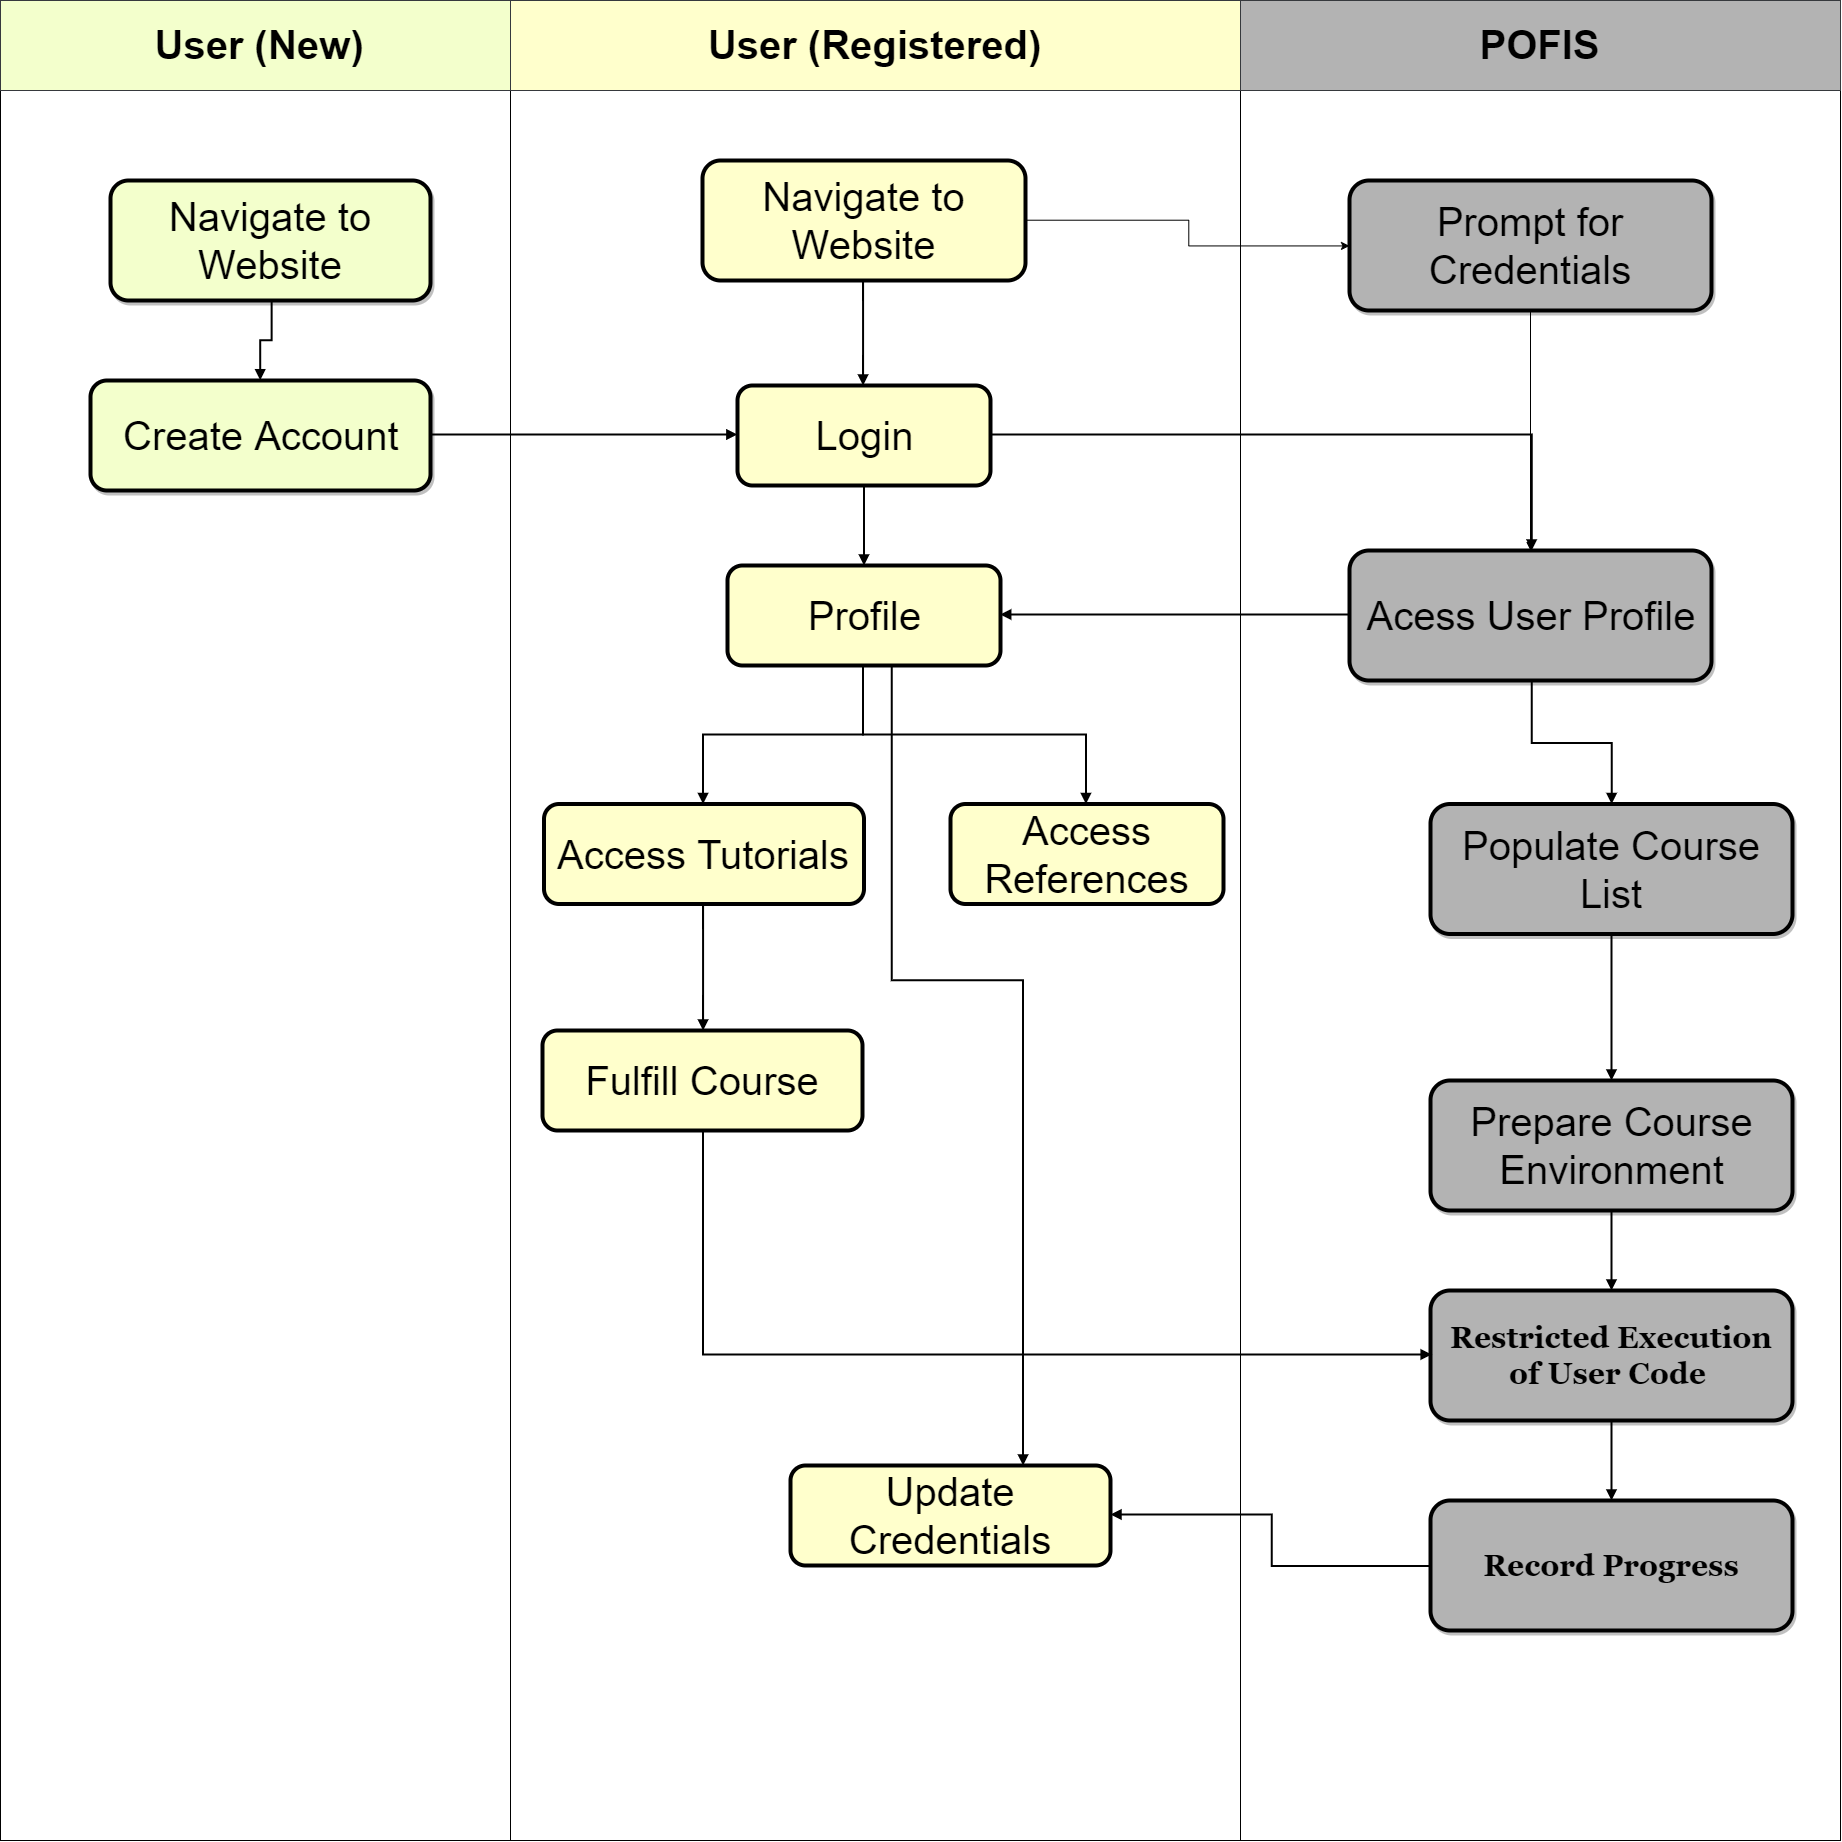 User (New)
User (Registered)
POFIS
Navigate to
Website
Navigate to
Website
Prompt for
Credentials
Create Account
Login
Profile
Acess User Profile
Access Tutorials
Access
References
Populate Course
List
Fulfill Course
Prepare Course
Environment
Restricted Execution
of User Code
Update
Credentials
Record Progress